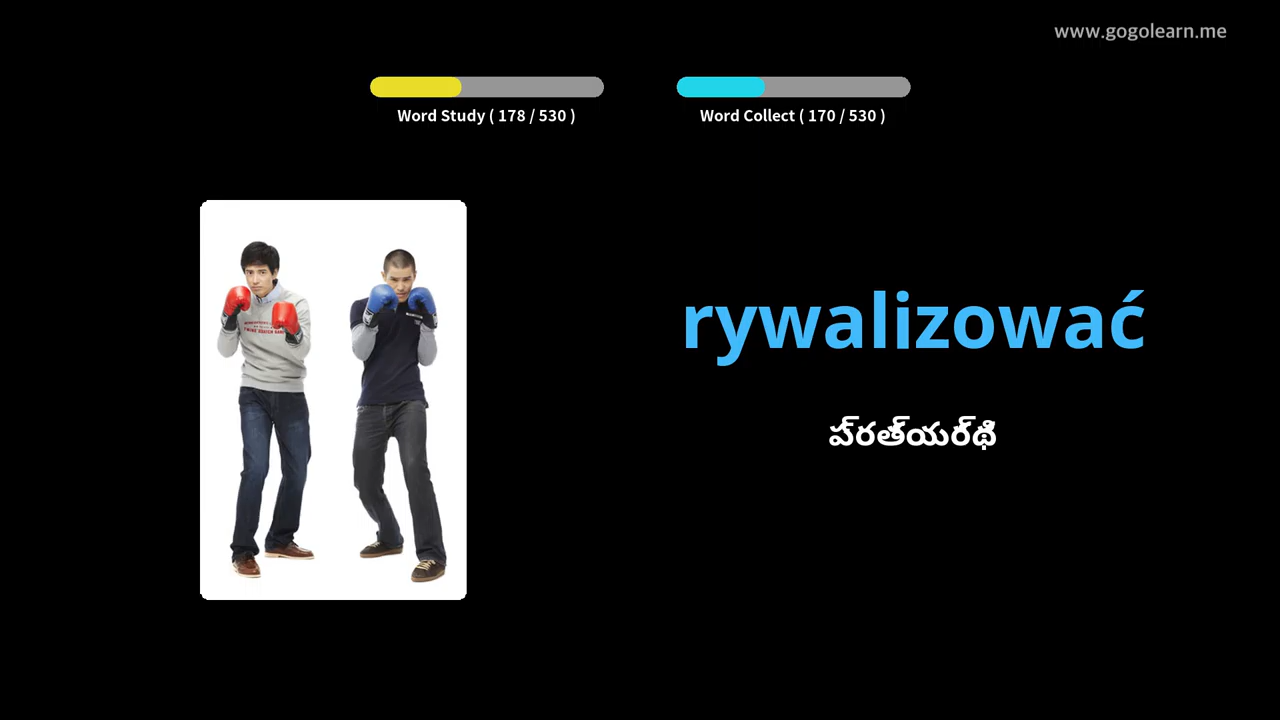 www.gogolearn.me
Word Study ( 178 / 530 )
Word Collect ( 170 / 530 )
rywalizować
ప్రత్యర్థి